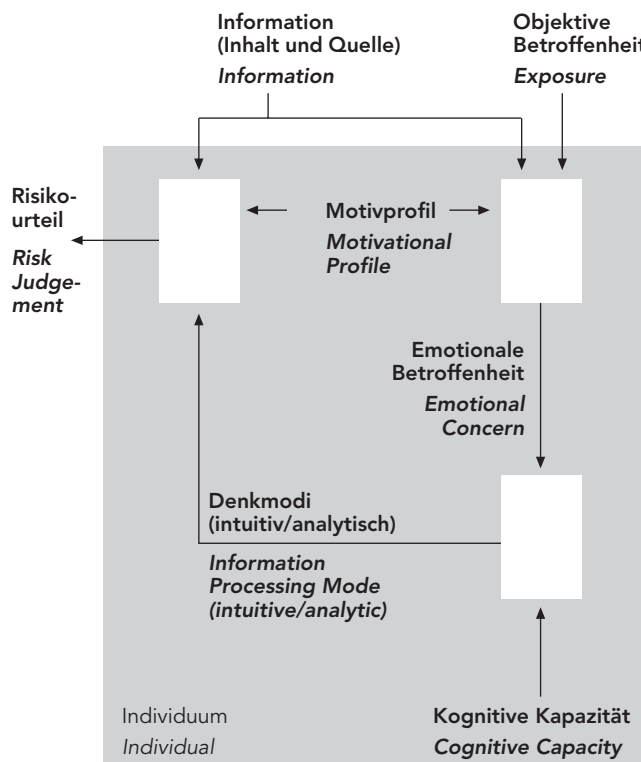 Information
(Inhalt und Quelle)
Information
Objektive
Betroffenheit
Exposure
Risiko-
urteil
Risk
Judge-
ment
Motivprofil
Motivational
Profile
Emotionale
Betroffenheit
Emotional
Concern
Denkmodi
(intuitiv/analytisch)
Information
Processing Mode
(intuitive/analytic)
Individuum
Individual
Kognitive Kapazität
Cognitive Capacity